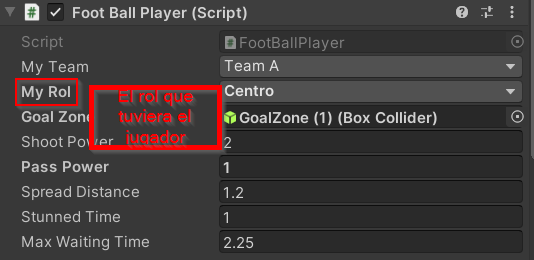 Foot Ball Player (Script)
Script FootBallPlayer
My Team Team A
My Rol Centro
Goal Zone GoalZone (1) (Box Collider)
El rol que
tuviera el
jugador
Shoot Power 2
Pass Power 1
Spread Distance 1.2
Stunned Time 1
Max Waiting Time 2.25